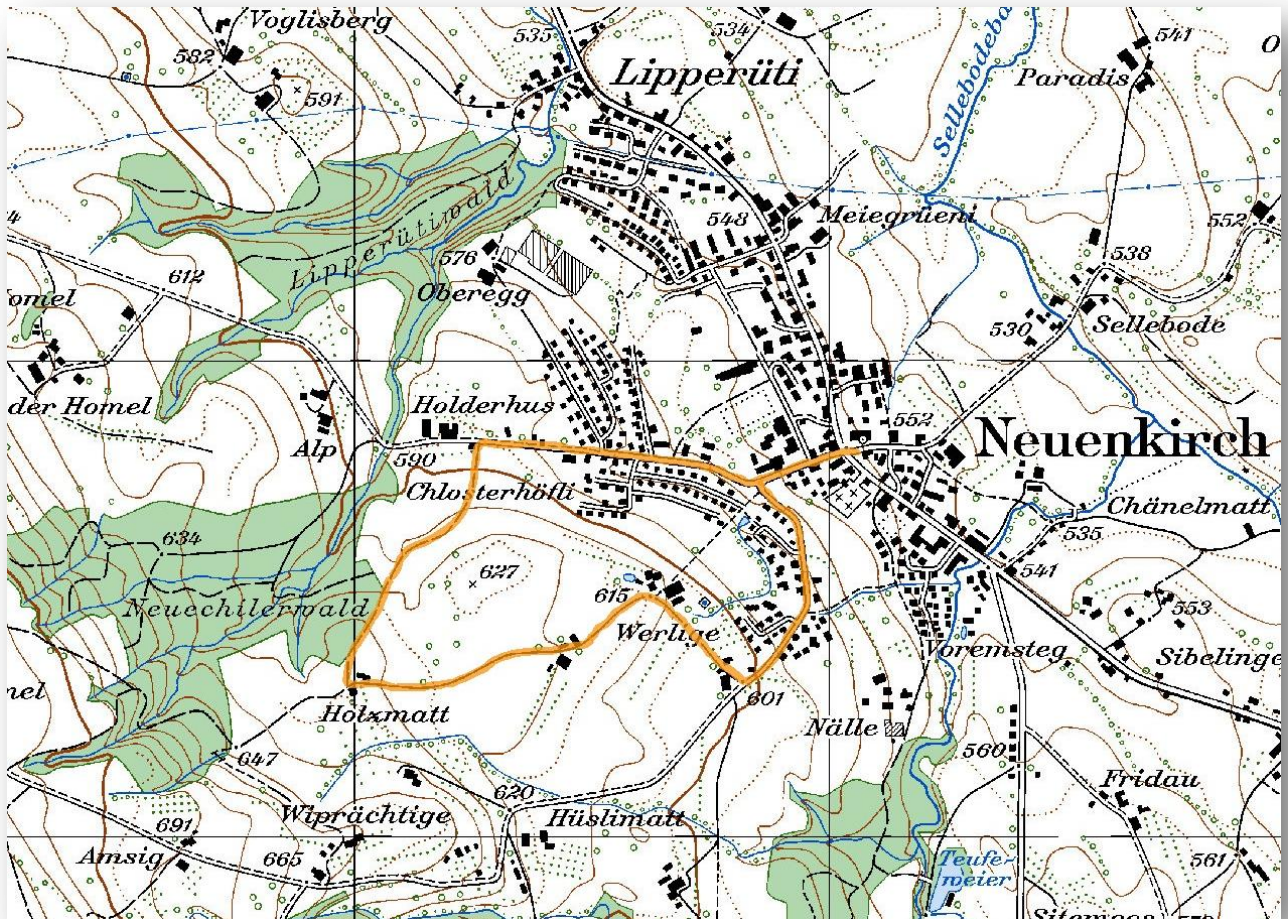 Voglisberg
535
534
541
582
Lipperüti
Paradis
O
591
Sellebodeba
4
548
Meiegrüeni
552
Lipperütiwald
576
538
612
omel
Oberegg
530
Sellebode
der Homel
Holderhus
552
Neuenkirch
Alp
590
Chlosterhöfli
Chänelmatt
634
535
627
541
Neuechilerwald
615
553
Werlige
Voremsteg
Sibelinge
nel
601
Holzmatt
Nälle
647
560
Fridau
620
Wiprächtige
Hüslimatt
691
Amsig
665
Teufe-
meier
561